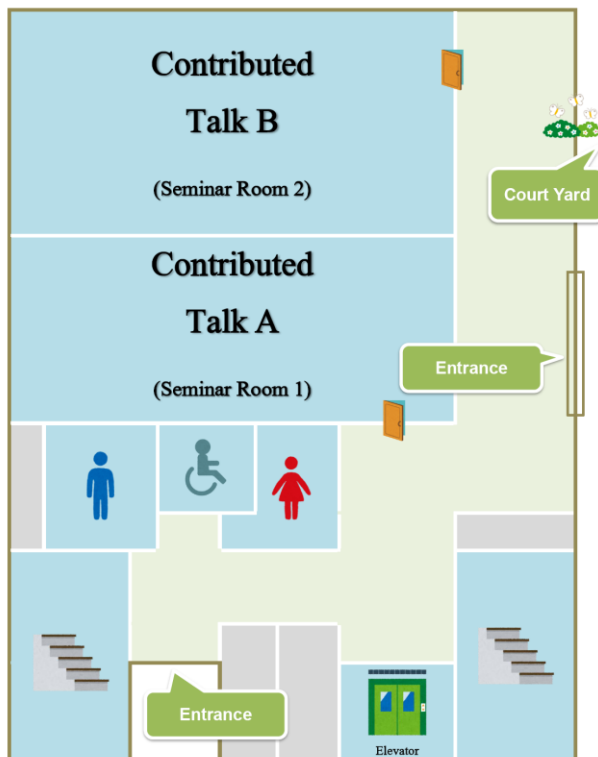 Contributed
Talk B
(Seminar Room 2)
Court Yard
Contributed
Talk A
(Seminar Room 1)
Entrance
Entrance
Elevator